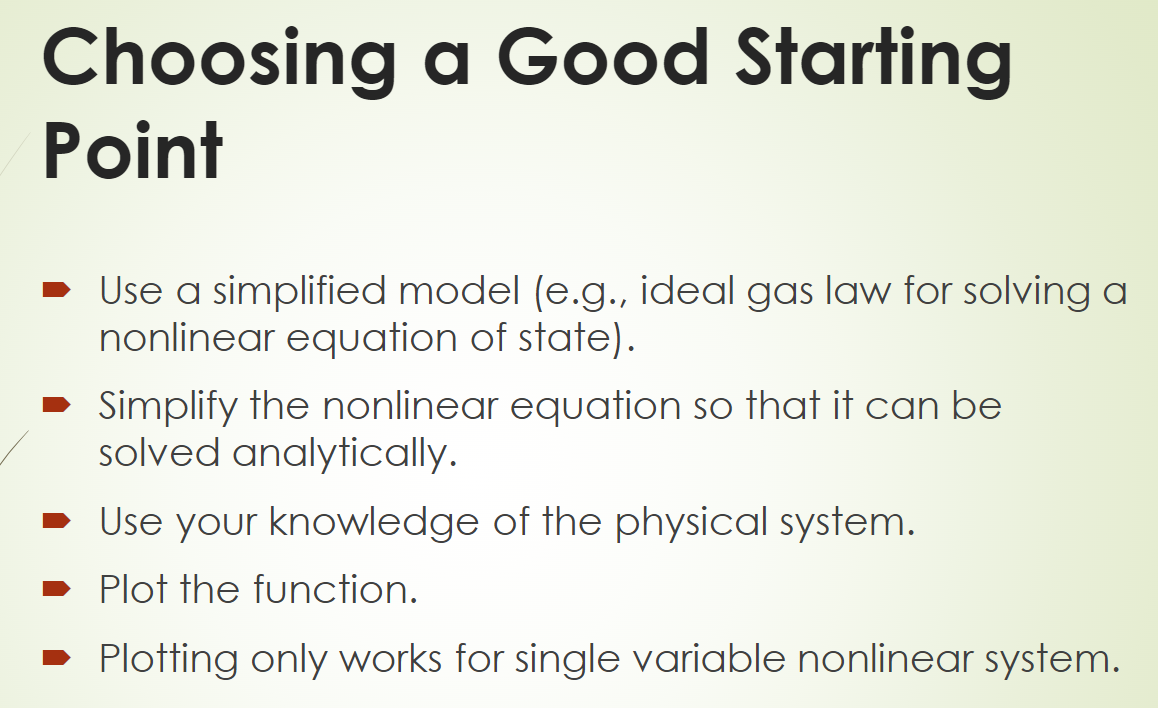 Choosing a Good Starting
Point
Use a simplified model (e.g., ideal gas law for solving a
nonlinear equation of state).
Simplify the nonlinear equation so that it can be
solved analytically.
Use your knowledge of the physical system.
Plot the function.
Plotting only works for single variable nonlinear system.